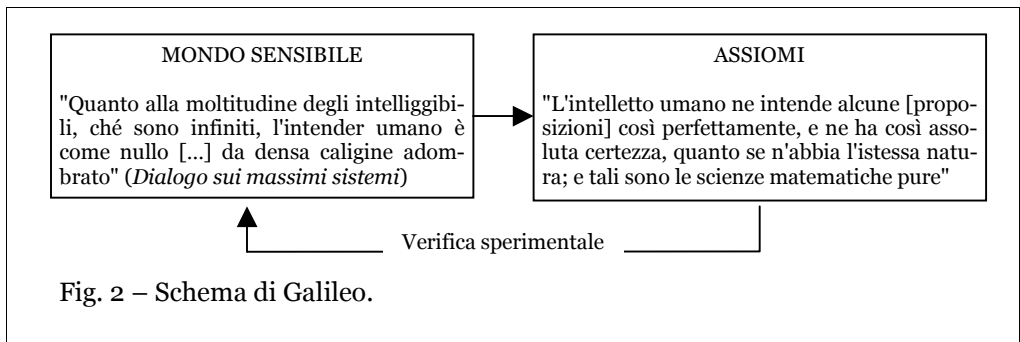 MONDO SENSIBILE
"Quanto alla moltitudine degli intelliggibi-
li, ché sono infiniti, l'intender umano è
come nullo [...] da densa caligine adom-
brato" (Dialogo sui massimi sistemi)
ASSIOMI
"L'intelletto umano ne intende alcune [propo-
sizioni] così perfettamente, e ne ha così asso-
luta certezza, quanto se n'abbia l'istessa natu-
ra; e tali sono le scienze matematiche pure"
Verifica sperimentale
Fig. 2 – Schema di Galileo.